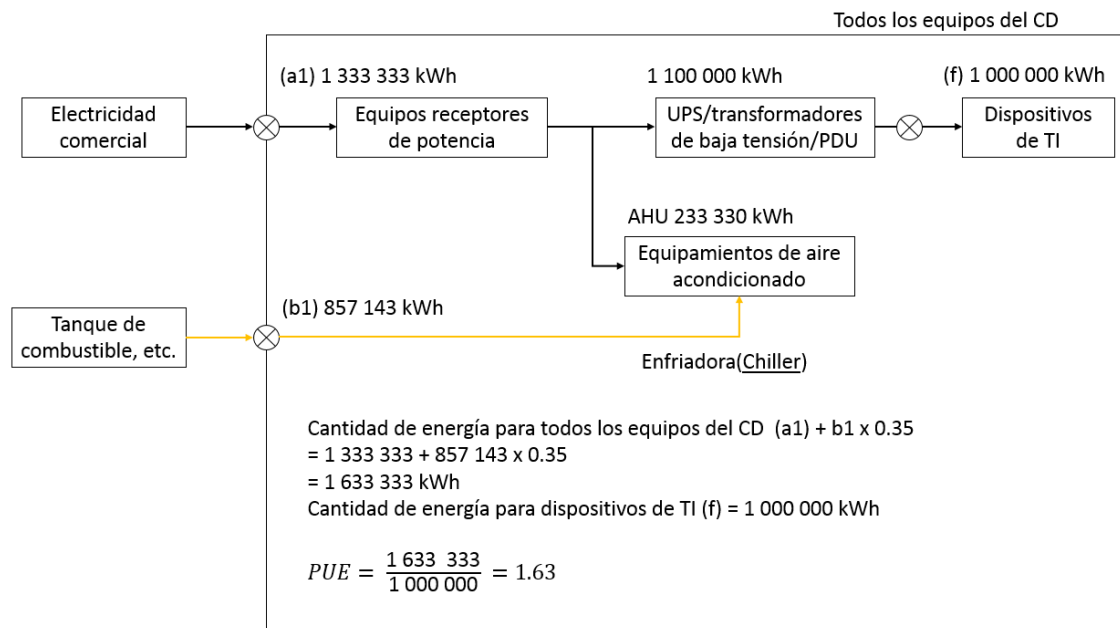 Todos los equipos del CD
(a1) 1 333 333 kWh
1 100 000 kWh
(f) 1 000 000 kWh
Electricidad
comercial
Equipos receptores
de potencia
UPS/transformadores
de baja tensión/PDU
Dispositivos
de TI
AHU 233 330 kWh
Equipamientos de aire
acondicionado
(b1) 857 143 kWh
Tanque de
combustible, etc.
Enfriadora(Chiller)
Cantidad de energía para todos los equipos del CD (a1) + b1 x 0.35
= 1 333 333 + 857 143 x 0.35
= 1 633 333 kWh
Cantidad de energía para dispositivos de TI (f) = 1 000 000 kWh
PUE = 1 633 333 / 1 000 000 = 1.63